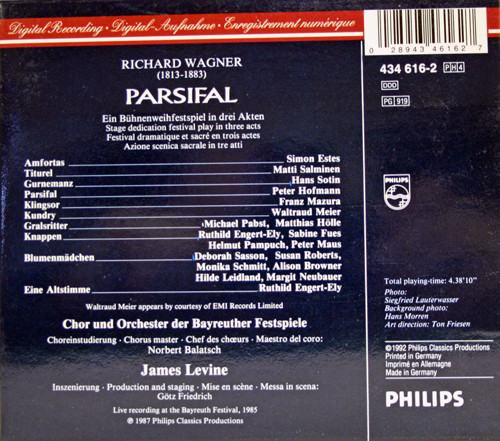 Digital Recording · Digital-Aufnahme · Enregistrement numérique
0 28943 46162 7
434 616-2 PH4
DDD
PG 919
RICHARD WAGNER
(1813-1883)
PARSIFAL
Ein Bühnenweihfestspiel in drei Akten
Stage dedication festival play in three acts
Festival dramatique et sacré en trois actes
Azione scenica sacrale in tre atti
Amfortas Simon Estes
Titurel Matti Salminen
Gurnemanz Hans Sotin
Parsifal Peter Hofmann
Klingsor Franz Mazura
Kundry Waltraud Meier
Gralsritter Michael Pabst, Matthias Hölle
Knappen Ruthild Engert-Ely, Sabine Fues
Helmut Pampuch, Peter Maus
Blumenmädchen Deborah Sasson, Susan Roberts,
Monika Schmitt, Alison Browner
Hilde Leidland, Margit Neubauer
Eine Altstimme Ruthild Engert-Ely
Waltraud Meier appears by courtesy of EMI Records Limited
Chor und Orchester der Bayreuther Festspiele
Choreinstudierung · Chorus master · Chef des chœurs · Maestro del coro:
Norbert Balatsch
James Levine
Inszenierung · Production and staging · Mise en scène · Messa in scena:
Götz Friedrich
Live recording at the Bayreuth Festival, 1985
℗ 1987 Philips Classics Productions
PHILIPS
Total playing-time: 4.38'10"
Photo:
Siegfried Lauterwasser
Background photo:
Hans Morren
Art direction: Ton Friesen
©1992 Philips Classics Productions
Printed in Germany
Imprimé en Allemagne
Made in Germany
PHILIPS